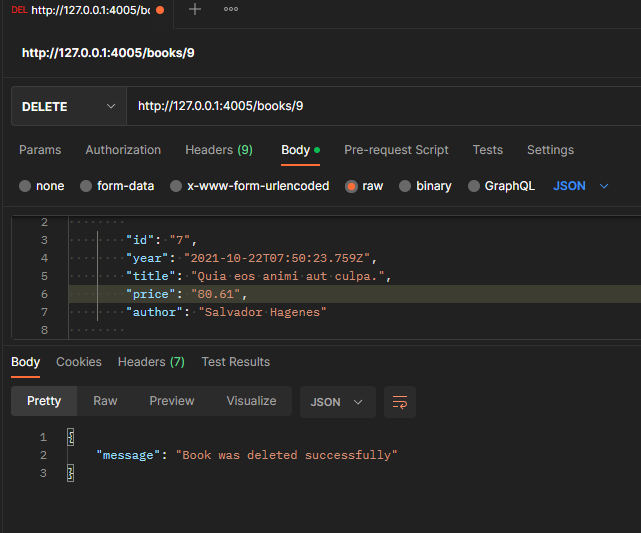 DEL http://127.0.0.1:4005/bo
http://127.0.0.1:4005/books/9
DELETE http://127.0.0.1:4005/books/9
Params Authorization Headers (9) Body Pre-request Script Tests Settings
none form-data x-www-form-urlencoded raw binary GraphQL JSON
2
3 "id": "7",
4 "year": "2021-10-22T07:50:23.759Z",
5 "title": "Quia eos animi aut culpa.",
6 "price": "80.61",
7 "author": "Salvador Hagenes"
8
Body Cookies Headers (7) Test Results
Pretty Raw Preview Visualize JSON
1 {
2 "message": "Book was deleted successfully"
3 }